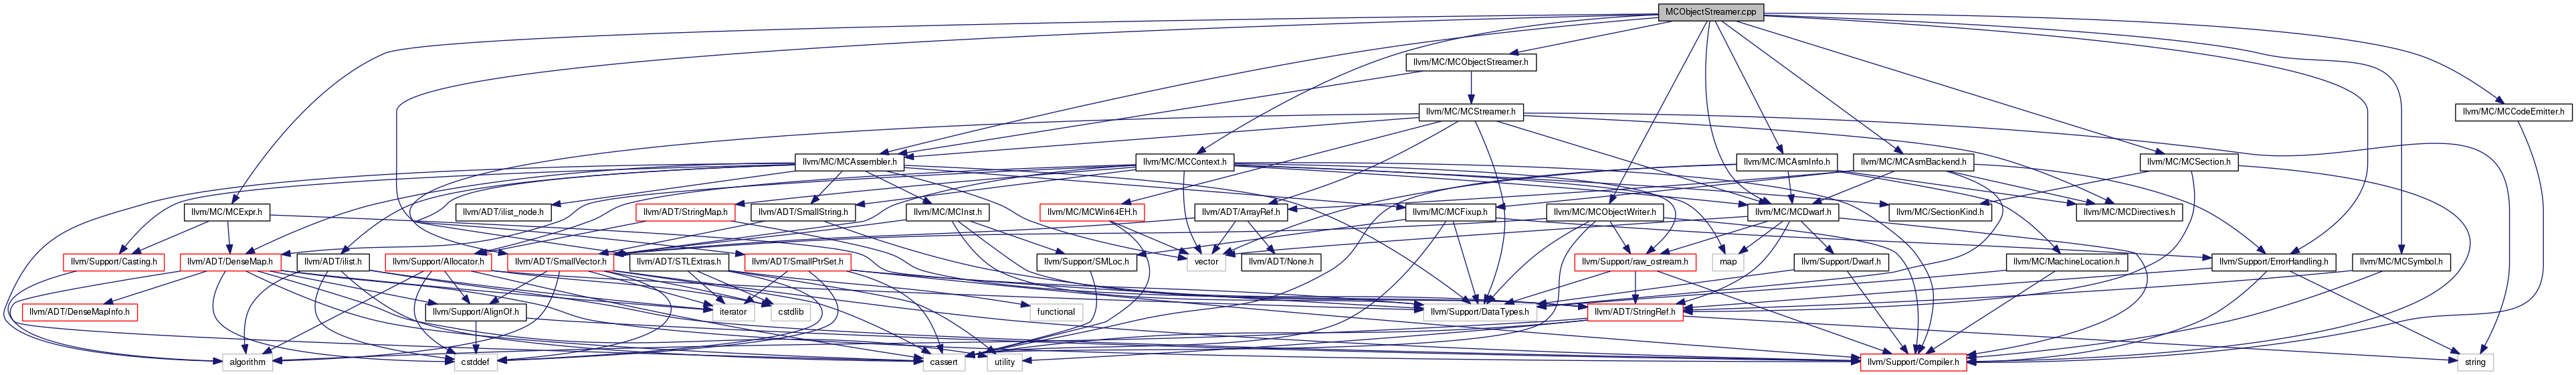 MCObjectStreamer.cpp
llvm/MC/MCObjectStreamer.h
llvm/MC/MCStreamer.h
llvm/MC/MCCodeEmitter.h
llvm/MC/MCAssembler.h
llvm/MC/MCContext.h
llvm/MC/MCAsmInfo.h
llvm/MC/MCAsmBackend.h
llvm/MC/MCSection.h
llvm/MC/MCExpr.h
llvm/ADT/ilist_node.h
llvm/ADT/StringMap.h
llvm/ADT/SmallString.h
llvm/MC/MCInst.h
llvm/MC/MCWin64EH.h
llvm/ADT/ArrayRef.h
llvm/MC/MCFixup.h
llvm/MC/MCObjectWriter.h
llvm/MC/MCDwarf.h
llvm/MC/SectionKind.h
llvm/MC/MCDirectives.h
llvm/Support/Casting.h
llvm/ADT/DenseMap.h
llvm/ADT/ilist.h
llvm/Support/Allocator.h
llvm/ADT/SmallVector.h
llvm/ADT/STLExtras.h
llvm/ADT/SmallPtrSet.h
llvm/Support/SMLoc.h
vector
llvm/ADT/None.h
llvm/Support/raw_ostream.h
map
llvm/Support/Dwarf.h
llvm/MC/MachineLocation.h
llvm/Support/ErrorHandling.h
llvm/MC/MCSymbol.h
llvm/ADT/DenseMapInfo.h
llvm/Support/AlignOf.h
iterator
cstdlib
functional
llvm/Support/DataTypes.h
llvm/ADT/StringRef.h
algorithm
cstddef
cassert
utility
llvm/Support/Compiler.h
string